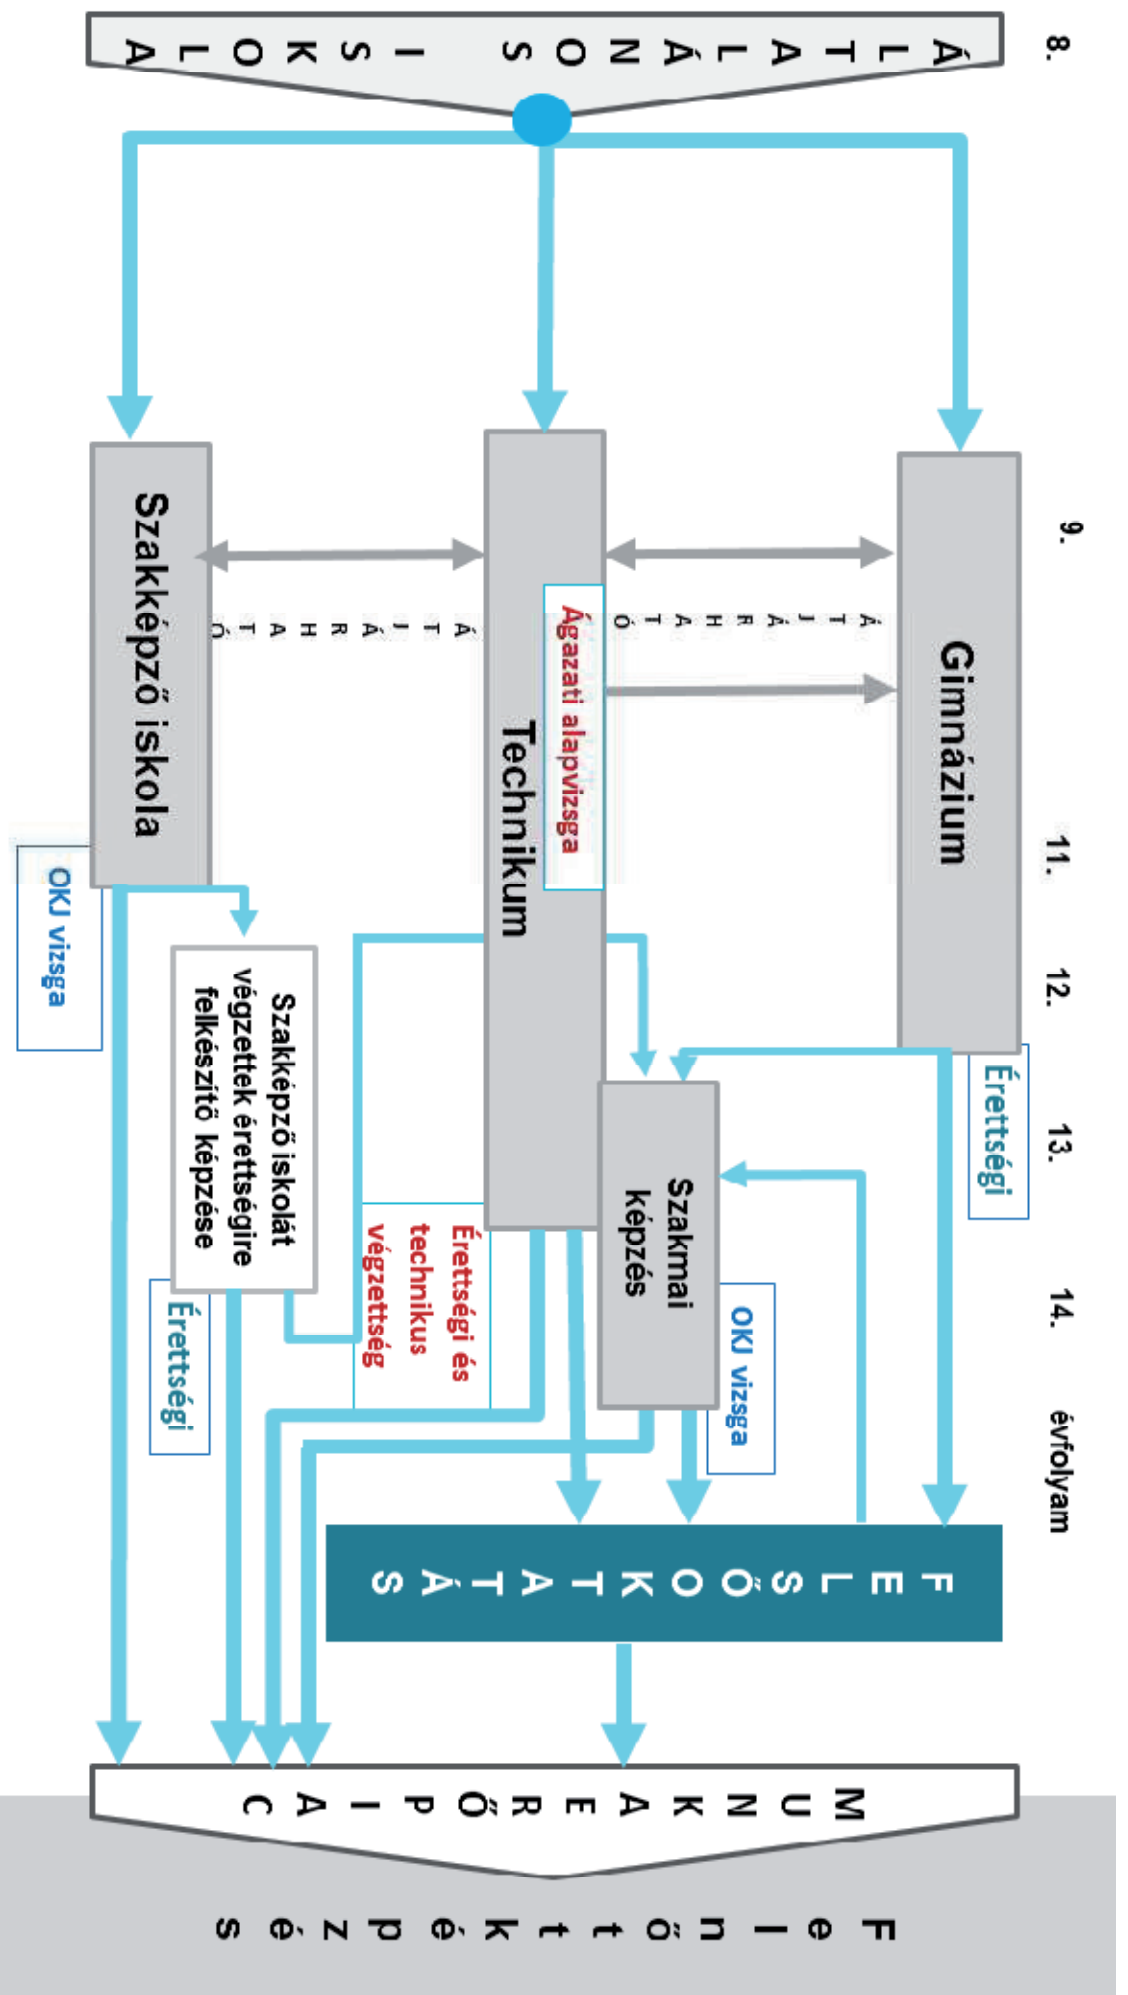 8.
9.
11.
12.
13.
14.
évfolyam
ÁLTALÁNOS ISKOLA
Gimnázium
Érettségi
ÁTJÁRHATÓ
Ágazati alapvizsga
Technikum
Szakmai
képzés
OKJ vizsga
Érettségi és
technikus
végzettség
ÁTJÁRHATÓ
Szakképző iskola
OKJ vizsga
Szakképző iskolát
végzettek érettségire
felkészítő képzése
Érettségi
FELSŐOKTATÁS
MUNKAERŐPIAC
Felnőttképzés